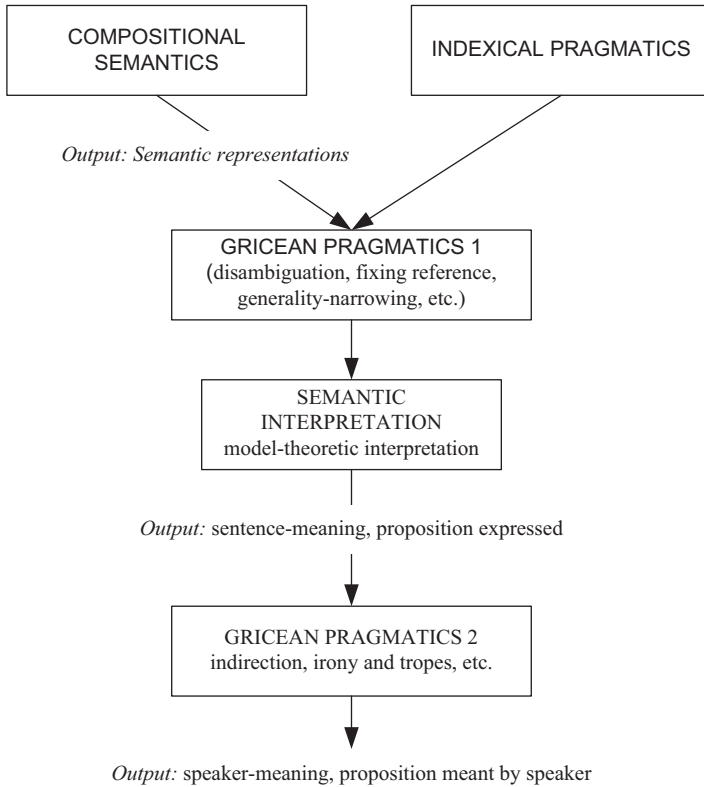 COMPOSITIONAL
SEMANTICS
INDEXICAL PRAGMATICS
Output: Semantic representations
GRICEAN PRAGMATICS 1
(disambiguation, fixing reference,
generality-narrowing, etc.)
SEMANTIC
INTERPRETATION
model-theoretic interpretation
Output: sentence-meaning, proposition expressed
GRICEAN PRAGMATICS 2
indirection, irony and tropes, etc.
Output: speaker-meaning, proposition meant by speaker